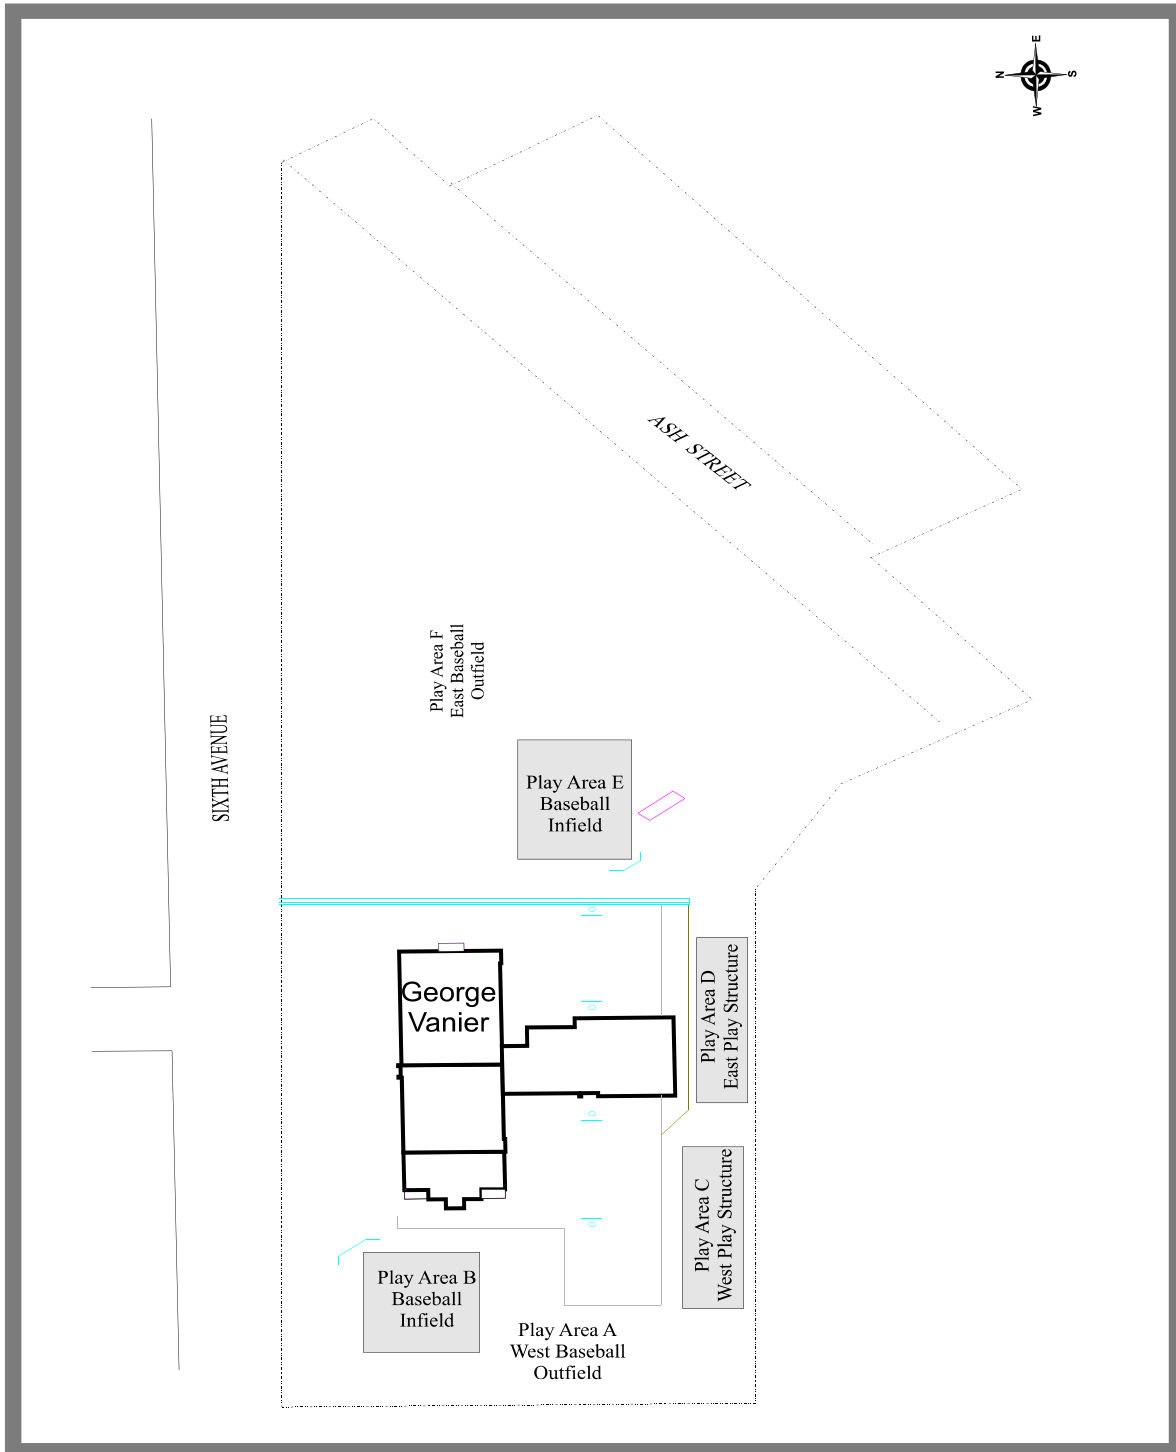 E
N
S
W
ASH STREET
Play Area F
East Baseball
Outfield
SIXTH AVENUE
Play Area E
Baseball
Infield
George
Vanier
Play Area D
East Play Structure
Play Area C
West Play Structure
Play Area B
Baseball
Infield
Play Area A
West Baseball
Outfield